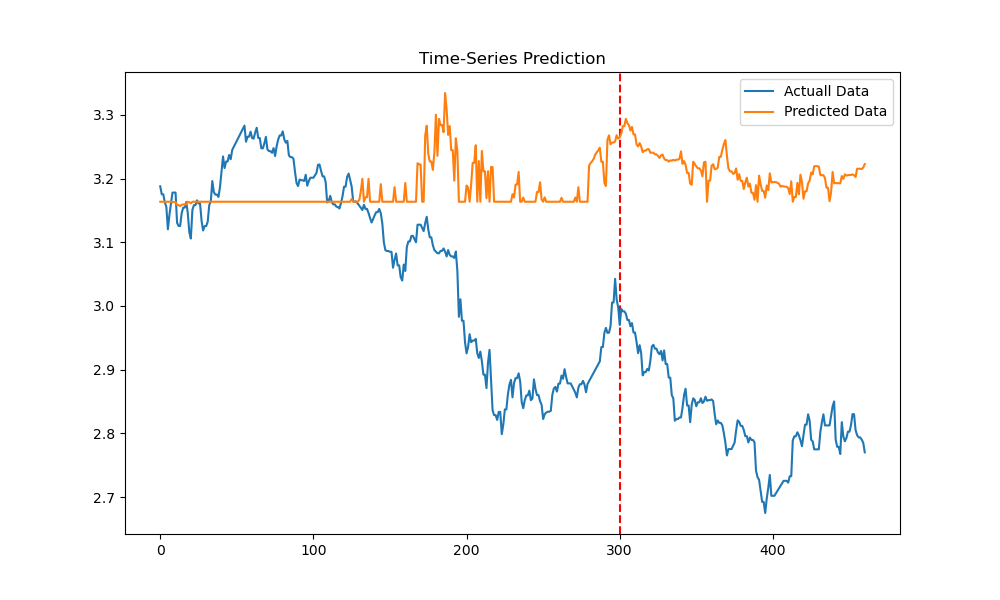 Time-Series Prediction
Actuall Data
Predicted Data
3.3
3.2
3.1
3.0
2.9
2.8
2.7
0 100 200 300 400